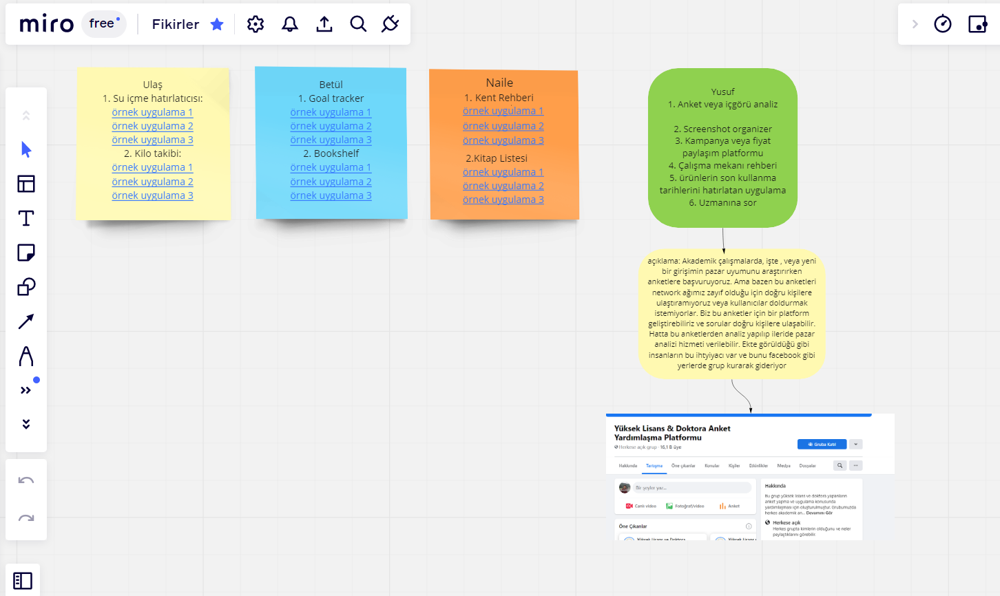 miro
free
Fikirler
Ulaş
1. Su içme hatırlatıcısı:
örnek uygulama 1
örnek uygulama 2
örnek uygulama 3
2. Kilo takibi:
örnek uygulama 1
örnek uygulama 2
örnek uygulama 3
Betül
1. Goal tracker
örnek uygulama 1
örnek uygulama 2
örnek uygulama 3
2. Bookshelf
örnek uygulama 1
örnek uygulama 2
örnek uygulama 3
Naile
1. Kent Rehberi
örnek uygulama 1
örnek uygulama 2
örnek uygulama 3
2.Kitap Listesi
örnek uygulama 1
örnek uygulama 2
örnek uygulama 3
Yusuf
1. Anket veya içgörü analiz
2. Screenshot organizer
3. Kampanya veya fiyat
paylaşım platformu
4. Çalışma mekanı rehberi
5. ürünlerin son kullanma
tarihlerini hatırlatan uygulama
6. Uzmanına sor
açıklama: Akademik çalışmalarda, işte , veya yeni
bir girişimin pazar uyumunu araştırırken
anketlere başvuruyoruz. Ama bazen bu anketleri
network ağımız zayıf olduğu için doğru kişilere
ulaştıramıyoruz veya kullanıcılar doldurmak
istemiyorlar. Biz bu anketler için bir platform
geliştirebiliriz ve sorular doğru kişilere ulaşabilir.
Hatta bu anketlerden analiz yapılıp ileride pazar
analizi hizmeti verilebilir. Ekte görüldüğü gibi
insanların bu ihtyiyacı var ve bunu facebook gibi
yerlerde grup kurarak gideriyor
Yüksek Lisans & Doktora Anket
Yardımlaşma Platformu
Herkese açık grup · 16,1 B üye
Gruba Katıl
Hakkında Tartışma Öne çıkanlar Konular Kişiler Etkinlikler Medya Dosyalar
Bir şeyler yaz...
Canlı video Fotoğraf/Video Anket
Öne Çıkanlar
Yüksek Lisans ve Doktora
Yüksek Lisans
Hakkında
Bu grup yüksek lisans ve doktora yapanların
anket yapma ve uygulama konusunda
yardımlaşması için oluşturulmuştur. Grubumuzda
herkes akademik an... Devamını Gör
Herkese açık
Herkes grupta kimlerin olduğunu ve neler
paylaştıklarını görebilir.